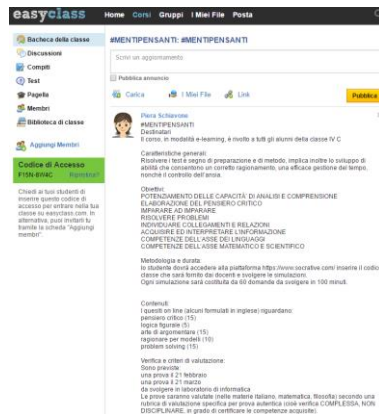 easyclass Home Corsi Gruppi I Miei File Posta
Bacheca della classe
Discussioni
Compiti
Test
Pagella
Membri
Biblioteca di classe
Aggiungi Membri
Codice di Accesso
Chiedi ai tuoi studenti di
inserire questo codice di
accesso per entrare nella tua
classe su easyclass.com. In
alternativa, puoi invitarli tu
tramite la scheda "Aggiungi
membri".
#MENTIPENSANTI: #MENTIPENSANTI
Scrivi un aggiornamento
Pubblica annuncio
Carica I Miei File Link Pubblica
Piera Schiavone
#MENTIPENSANTI
Destinatari
Il corso, in modalità e-learning, è rivolto a tutti gli alunni della classe IV C
Caratteristiche generali:
Risolvere i test è segno di preparazione e di metodo, implica inoltre lo sviluppo di
abilità che consentono un corretto ragionamento, una efficace gestione del tempo,
nonché il controllo dell'ansia.
Obiettivi:
POTENZIAMENTO DELLE CAPACITA' DI ANALISI E COMPRENSIONE
ELABORAZIONE DEL PENSIERO CRITICO
IMPARARE AD IMPARARE
RISOLVERE PROBLEMI
INDIVIDUARE COLLEGAMENTI E RELAZIONI
ACQUISIRE ED INTERPRETARE L'INFORMAZIONE
COMPETENZE DELL'ASSE DEI LINGUAGGI
COMPETENZE DELL'ASSE MATEMATICO E SCIENTIFICO
Metodologia e durata:
lo studente dovrà accedere alla piattaforma https://www.socrative.com/ inserire il codice
classe che sarà fornito dai docenti e svolgere le simulazioni.
Ogni simulazione sarà costituita da 60 domande da svolgere in 100 minuti.
Contenuti
I quesiti on line (alcuni formulati in inglese) riguardano:
pensiero critico (15)
logica figurale (5)
arte di argomentare (15)
ragionare per modelli (10)
problem solving (15)
Verifica e criteri di valutazione:
Sono previste
una prova il 21 febbraio
una prova il 21 marzo
da svolgere in laboratorio di informatica
Le prove saranno valutate (nelle materie italiano, matematica, filosofia) secondo una
rubrica di valutazione specifica per prova autentica (cioè verifica COMPLESSA, NON
DISCIPLINARE, in grado di certificare le competenze acquisite).